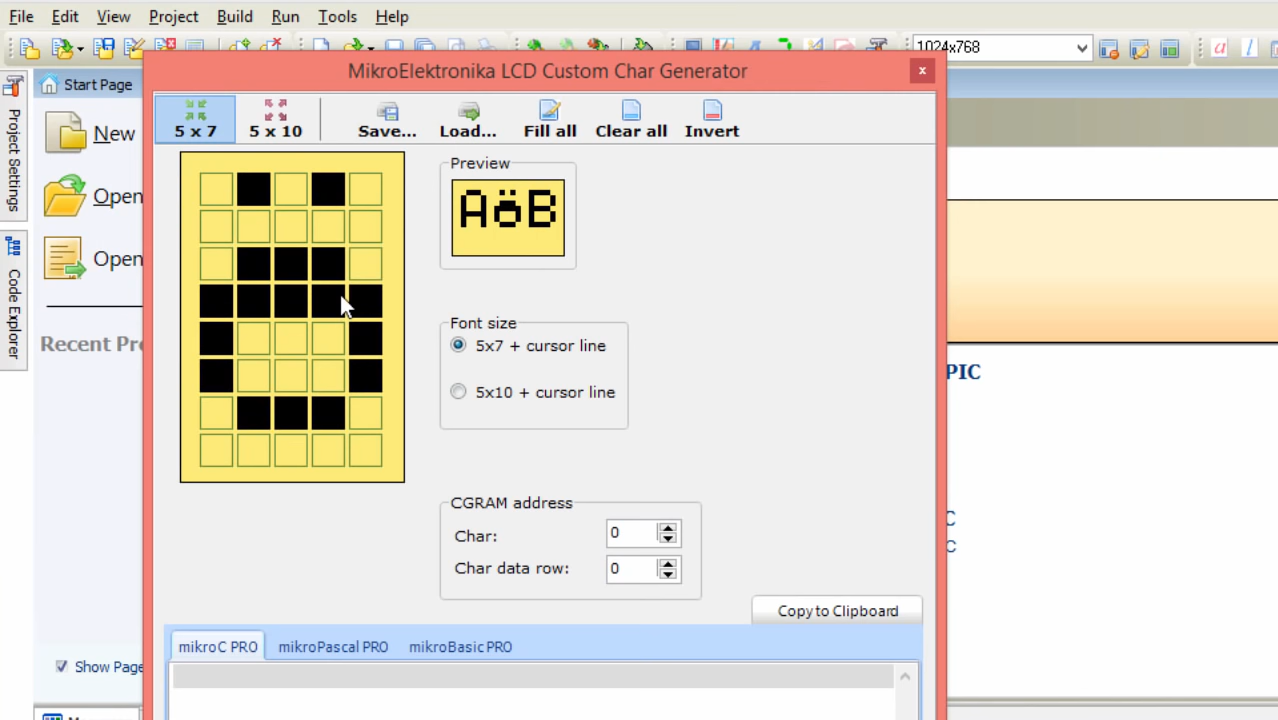 File Edit View Project Build Run Tools Help
1024x768
MikroElektronika LCD Custom Char Generator
Start Page
5 x 7 5 x 10 Save... Load... Fill all Clear all Invert
Project Settings
Code Explorer
New
Open
Open
Recent Pr
Show Page
Preview
AöB
Font size
5x7 + cursor line
5x10 + cursor line
CGRAM address
Char: 0
Char data row: 0
Copy to Clipboard
mikroC PRO mikroPascal PRO mikroBasic PRO
PIC
C
C